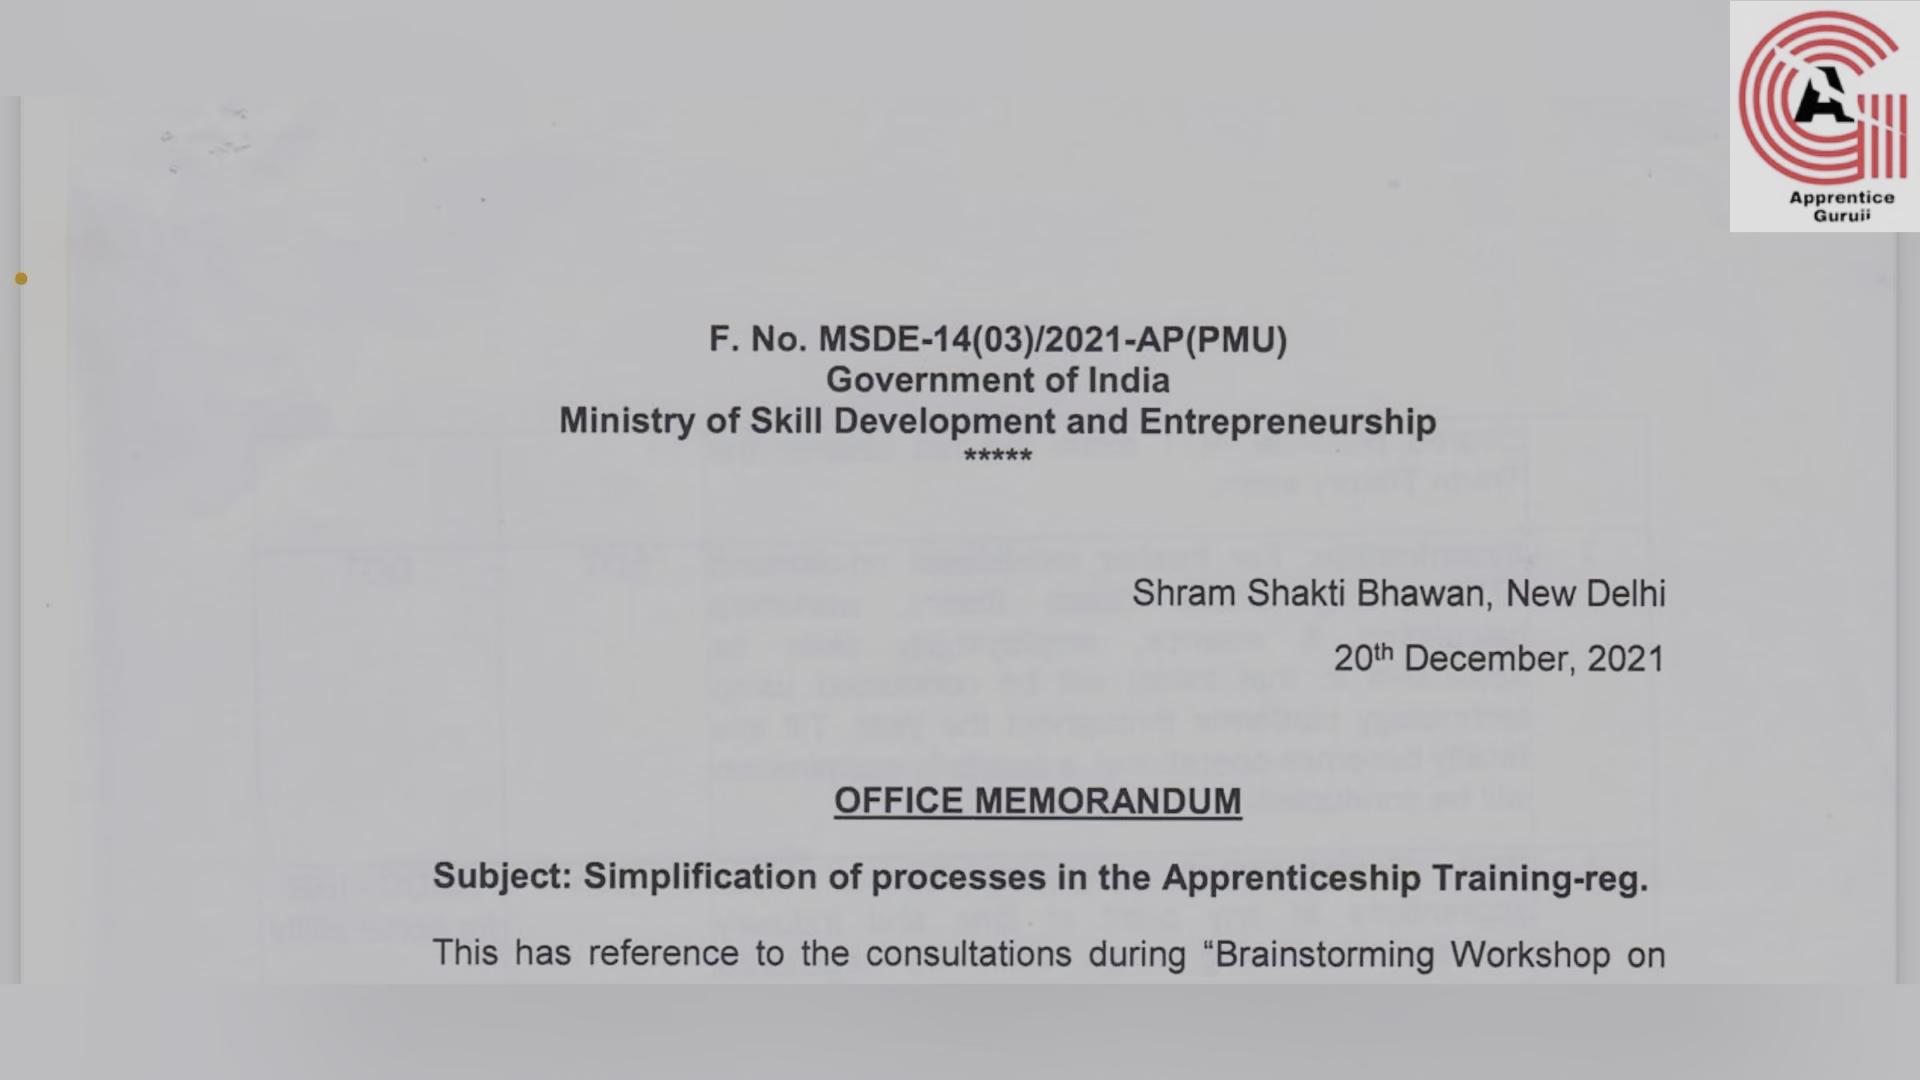 Apprentice
Guruji
F. No. MSDE-14(03)/2021-AP(PMU)
Government of India
Ministry of Skill Development and Entrepreneurship
*****
Shram Shakti Bhawan, New Delhi
20th December, 2021
OFFICE MEMORANDUM
Subject: Simplification of processes in the Apprenticeship Training-reg.
This has reference to the consultations during “Brainstorming Workshop on